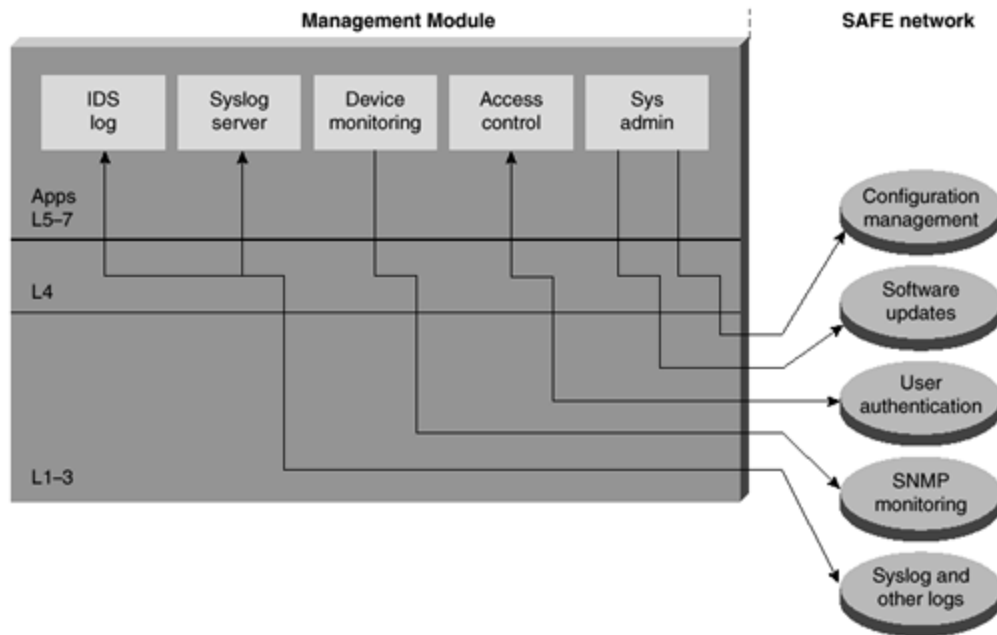 Management Module
SAFE network
IDS
log
Syslog
server
Device
monitoring
Access
control
Sys
admin
Apps
L5–7
L4
L1–3
Configuration
management
Software
updates
User
authentication
SNMP
monitoring
Syslog and
other logs